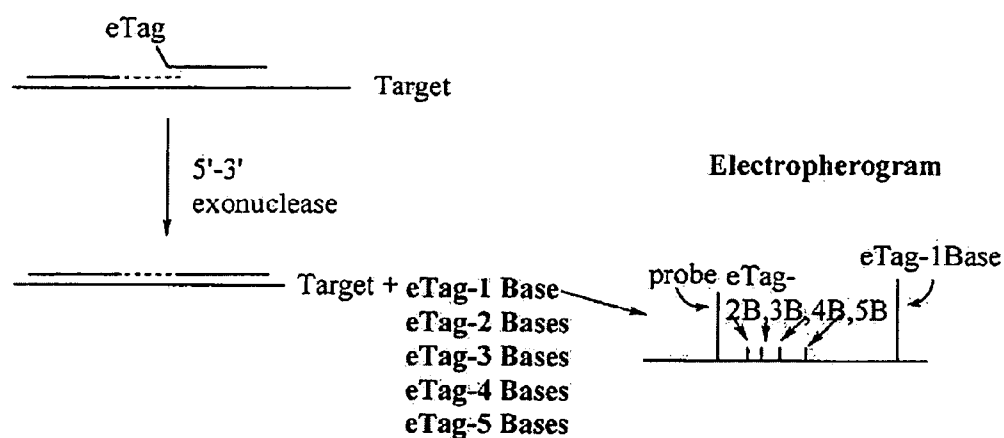 eTag
Target
5'-3'
exonuclease
Electropherogram
Target + eTag-1 Base
eTag-2 Bases
eTag-3 Bases
eTag-4 Bases
eTag-5 Bases
probe eTag-
2B,3B,4B,5B
eTag-1Base